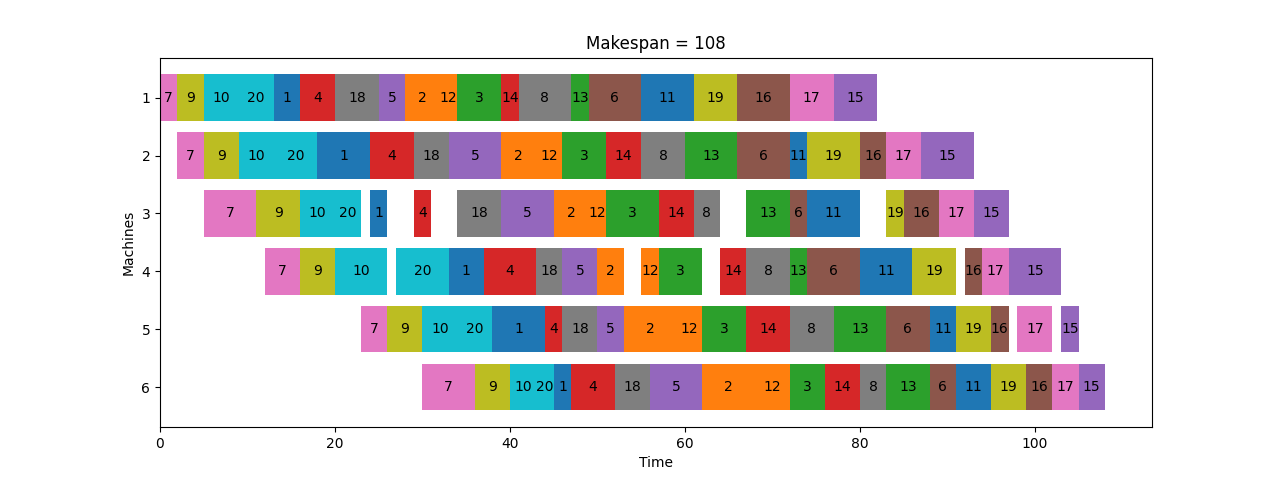 Makespan = 108
1 7 9 10 20 1 4 18 5 2 12 3 14 8 13 6 11 19 16 17 15
2 7 9 10 20 1 4 18 5 2 12 3 14 8 13 6 11 19 16 17 15
3 7 9 10 20 1 4 18 5 2 12 3 14 8 13 6 11 19 16 17 15
4 7 9 10 20 1 4 18 5 2 12 3 14 8 13 6 11 19 16 17 15
5 7 9 10 20 1 4 18 5 2 12 3 14 8 13 6 11 19 16 17 15
6 7 9 10 20 1 4 18 5 2 12 3 14 8 13 6 11 19 16 17 15
Machines
0 20 40 60 80 100
Time